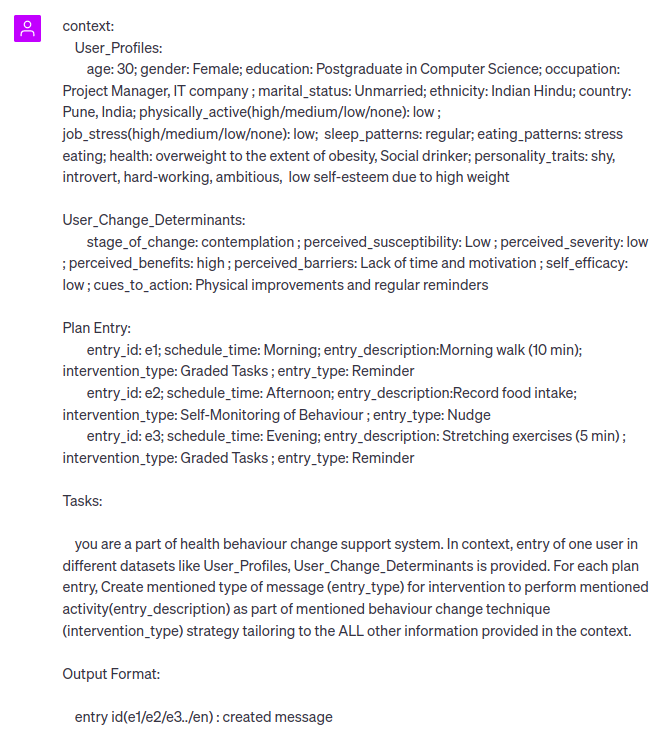 context:
User_Profiles:
age: 30; gender: Female; education: Postgraduate in Computer Science; occupation:
Project Manager, IT company ; marital_status: Unmarried; ethnicity: Indian Hindu; country:
Pune, India; physically_active(high/medium/low/none): low ;
job_stress(high/medium/low/none): low;  sleep_patterns: regular; eating_patterns: stress
eating; health: overweight to the extent of obesity, Social drinker; personality_traits: shy,
introvert, hard-working, ambitious,  low self-esteem due to high weight
User_Change_Determinants:
stage_of_change: contemplation ; perceived_susceptibility: Low ; perceived_severity: low
; perceived_benefits: high ; perceived_barriers: Lack of time and motivation ; self_efficacy:
low ; cues_to_action: Physical improvements and regular reminders
Plan Entry:
entry_id: e1; schedule_time: Morning; entry_description:Morning walk (10 min);
intervention_type: Graded Tasks ; entry_type: Reminder
entry_id: e2; schedule_time: Afternoon; entry_description:Record food intake;
intervention_type: Self-Monitoring of Behaviour ; entry_type: Nudge
entry_id: e3; schedule_time: Evening; entry_description: Stretching exercises (5 min) ;
intervention_type: Graded Tasks ; entry_type: Reminder
Tasks:
you are a part of health behaviour change support system. In context, entry of one user in
different datasets like User_Profiles, User_Change_Determinants is provided. For each plan
entry, Create mentioned type of message (entry_type) for intervention to perform mentioned
activity(entry_description) as part of mentioned behaviour change technique
(intervention_type) strategy tailoring to the ALL other information provided in the context.
Output Format:
entry id(e1/e2/e3../en) : created message